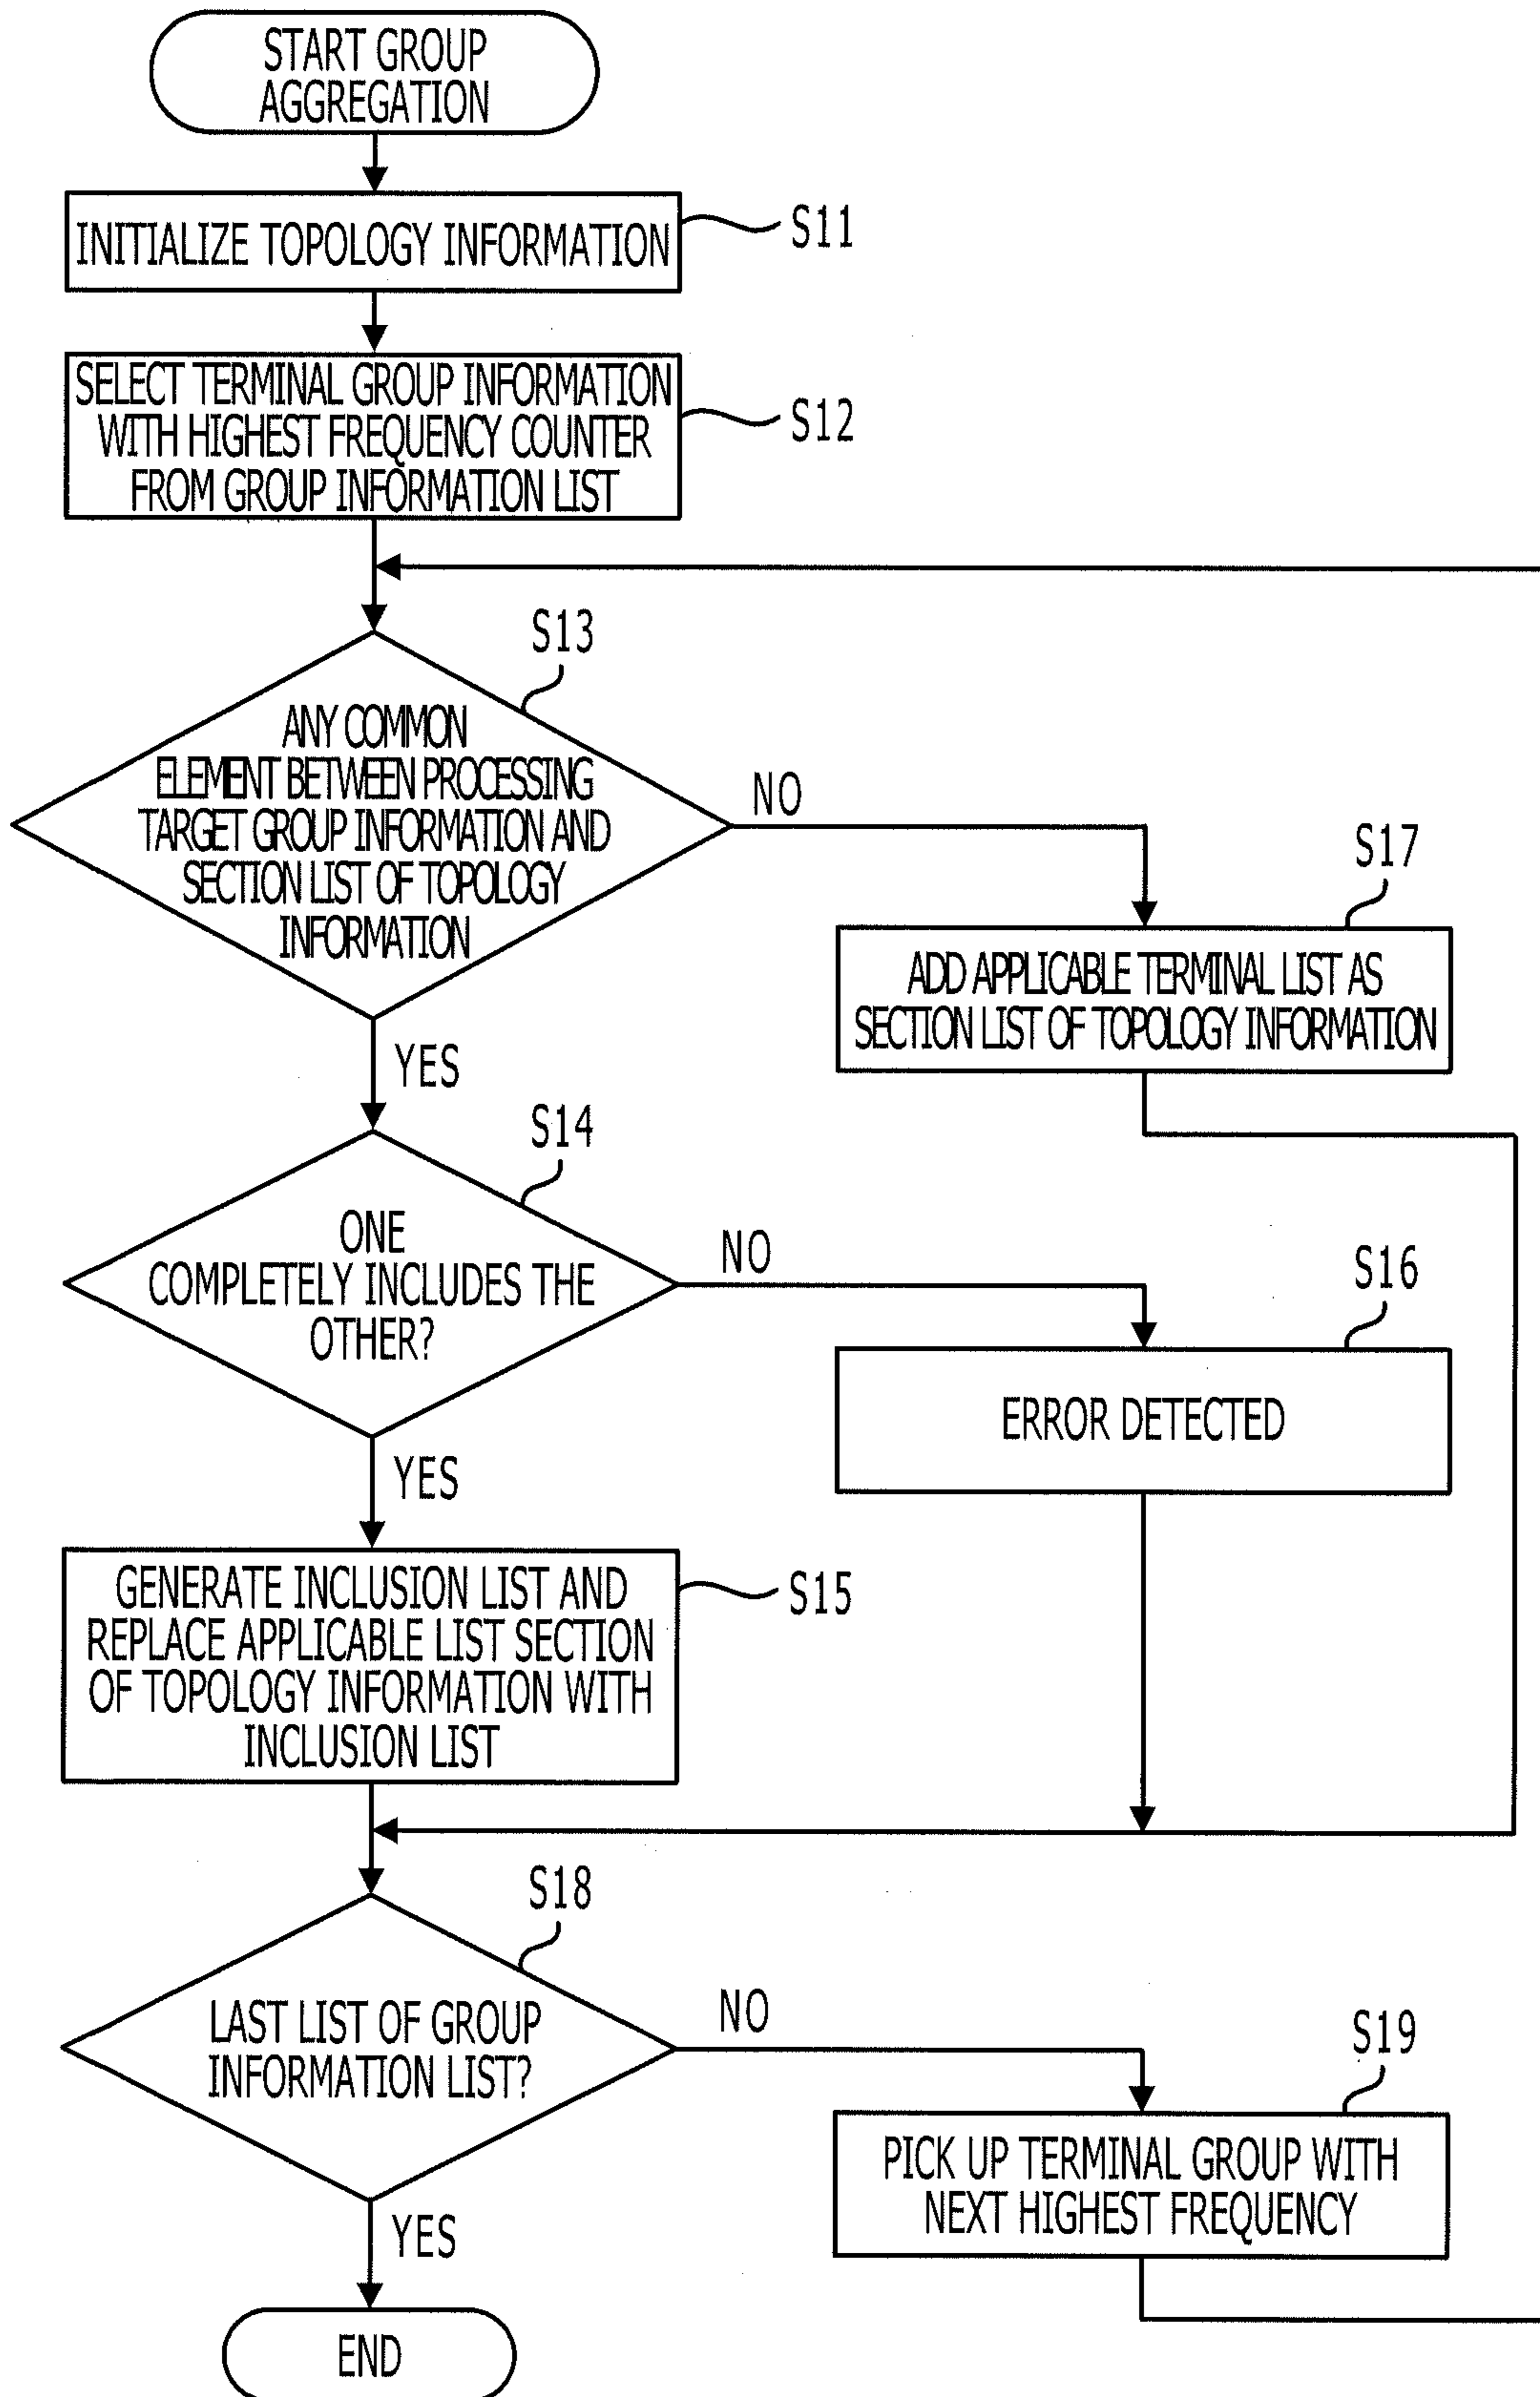 START GROUP
AGGREGATION
INITIALIZE TOPOLOGY INFORMATION
S11
SELECT TERMINAL GROUP INFORMATION
WITH HIGHEST FREQUENCY COUNTER
FROM GROUP INFORMATION LIST
S12
S13
ANY COMMON
ELEMENT BETWEEN PROCESSING
TARGET GROUP INFORMATION AND
SECTION LIST OF TOPOLOGY
INFORMATION
NO
YES
S17
ADD APPLICABLE TERMINAL LIST AS
SECTION LIST OF TOPOLOGY INFORMATION
S14
ONE
COMPLETELY INCLUDES THE
OTHER?
NO
YES
S16
ERROR DETECTED
GENERATE INCLUSION LIST AND
REPLACE APPLICABLE LIST SECTION
OF TOPOLOGY INFORMATION WITH
INCLUSION LIST
S15
S18
LAST LIST OF GROUP
INFORMATION LIST?
NO
YES
S19
PICK UP TERMINAL GROUP WITH
NEXT HIGHEST FREQUENCY
END